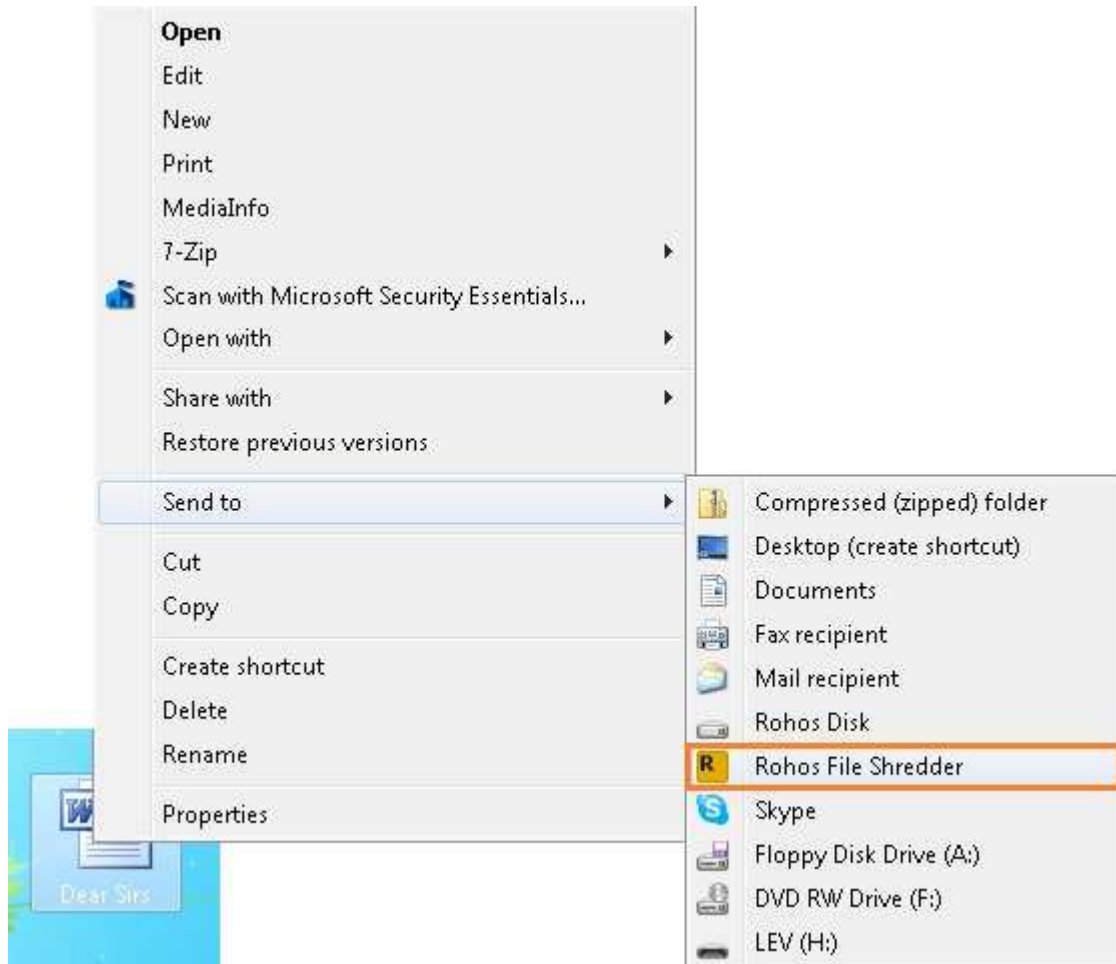 Open
Edit
New
Print
MediaInfo
7-Zip
Scan with Microsoft Security Essentials...
Open with
Share with
Restore previous versions
Send to
Cut
Copy
Create shortcut
Delete
Rename
Properties
Compressed (zipped) folder
Desktop (create shortcut)
Documents
Fax recipient
Mail recipient
Rohos Disk
R Rohos File Shredder
Skype
Floppy Disk Drive (A:)
DVD RW Drive (F:)
LEV (H:)
W
Dear Sirs